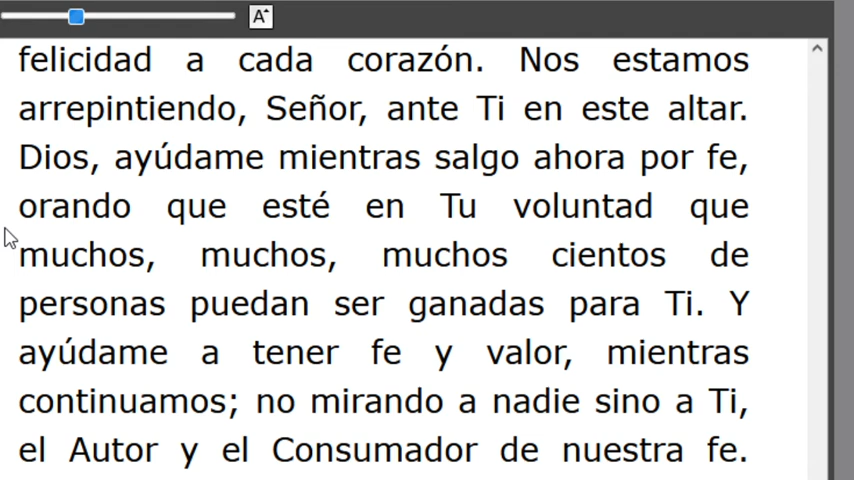 felicidad a cada corazón. Nos estamos
arrepintiendo, Señor, ante Ti en este altar.
Dios, ayúdame mientras salgo ahora por fe,
orando que esté en Tu voluntad que
muchos, muchos, muchos cientos de
personas puedan ser ganadas para Ti. Y
ayúdame a tener fe y valor, mientras
continuamos; no mirando a nadie sino a Ti,
el Autor y el Consumador de nuestra fe.